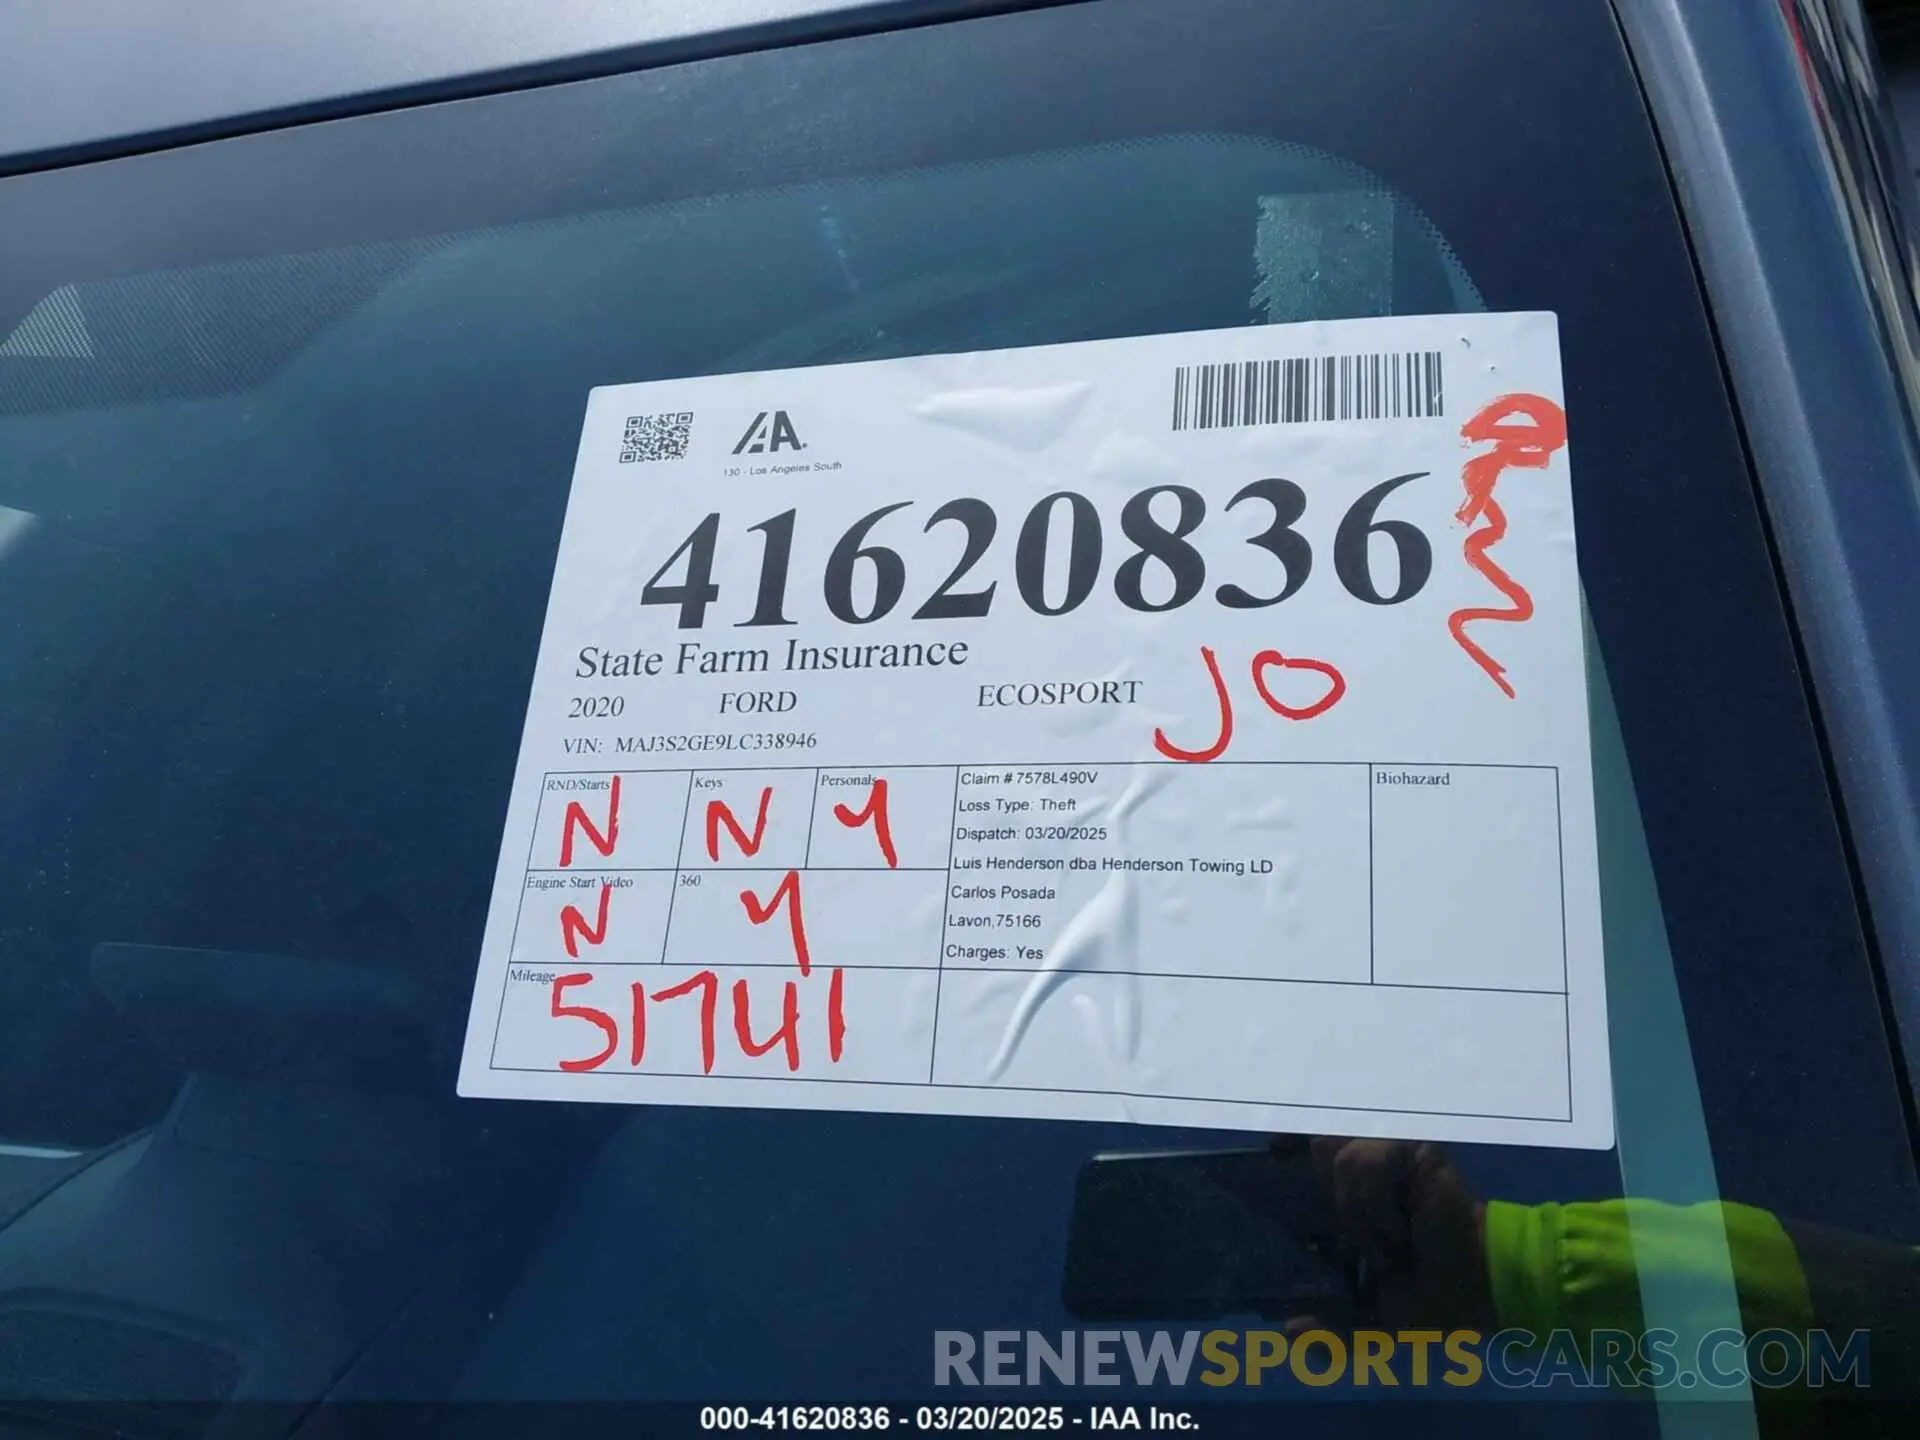 IAA
130 - Los Angeles South
41620836
State Farm Insurance
2020 FORD ECOSPORT JO
VIN: MAJ3S2GE9LC338946
RND/Starts N Keys N Personals Y
Engine Start Video N 360 Y
Mileage 51741
Claim # 7578L490V
Loss Type: Theft
Dispatch: 03/20/2025
Luis Henderson dba Henderson Towing LD
Carlos Posada
Lavon,75166
Charges: Yes
Biohazard
RENEWSPORTSCARS.COM
000-41620836 - 03/20/2025 - IAA Inc.